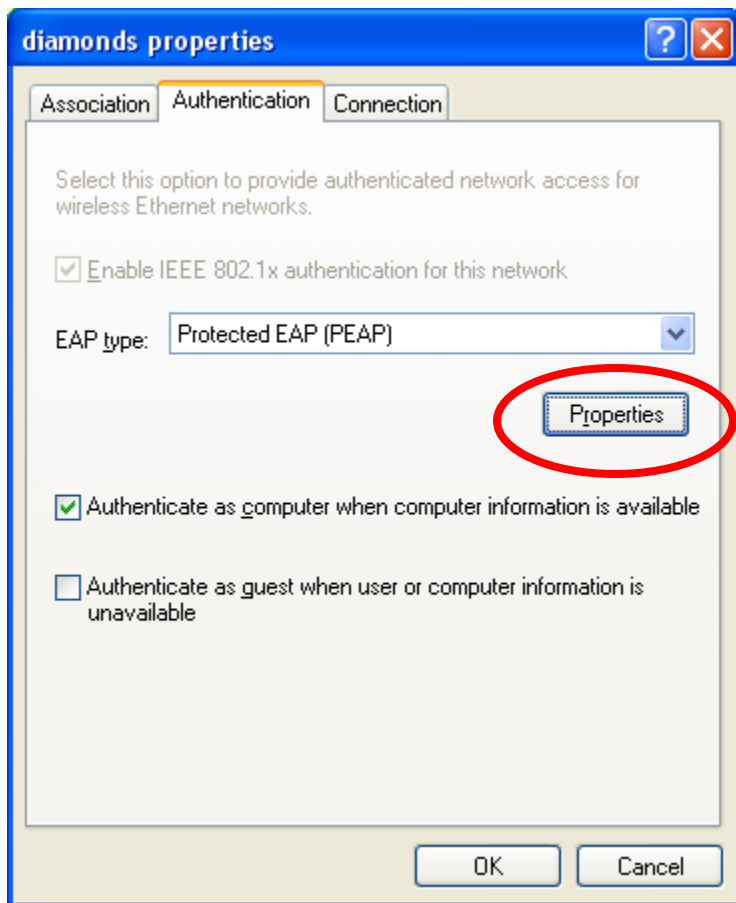 diamonds properties
Association Authentication Connection
Select this option to provide authenticated network access for
wireless Ethernet networks.
Enable IEEE 802.1x authentication for this network
EAP type: Protected EAP (PEAP)
Properties
Authenticate as computer when computer information is available
Authenticate as guest when user or computer information is
unavailable
OK Cancel